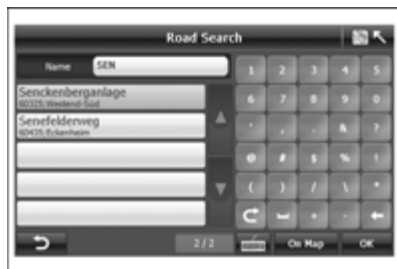 Road Search
Name SEN
1 2 3 4 5
Senckenberganlage
60325, Westend-Süd
6 7 8 9 0
Senefelderweg
60435, Eckenheim
' , . & ?
@ # $ % !
( ) / \ *
+ -
2/2
On Map
OK